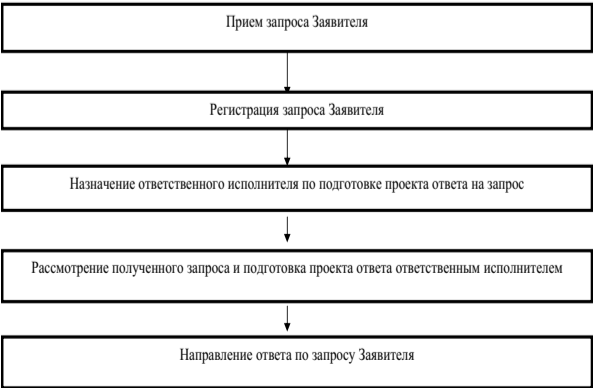 Прием запроса Заявителя
Регистрация запроса Заявителя
Назначение ответственного исполнителя по подготовке проекта ответа на запрос
Рассмотрение полученного запроса и подготовка проекта ответа ответственным исполнителем
Направление ответа по запросу Заявителя